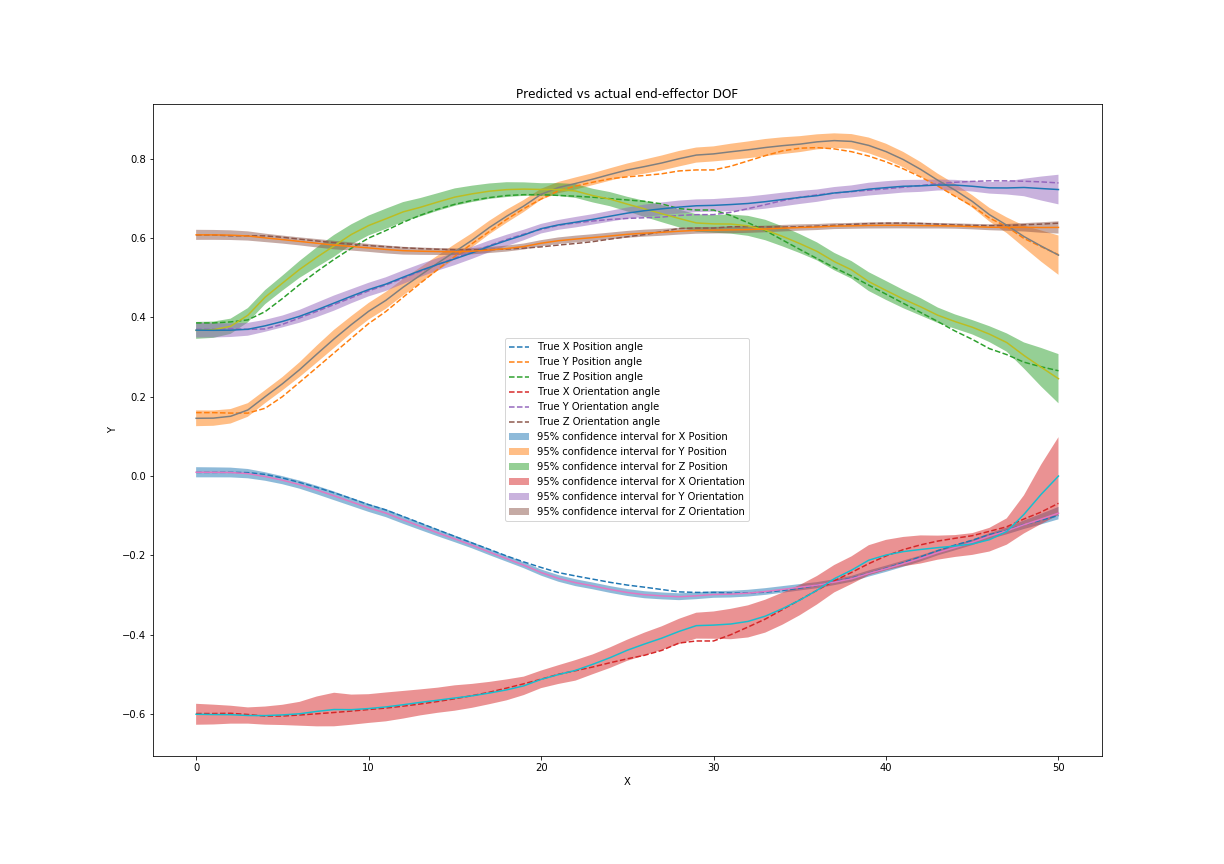 Predicted vs actual end-effector DOF
Y
0.8
0.6
0.4
0.2
0.0
−0.2
−0.4
−0.6
True X Position angle
True Y Position angle
True Z Position angle
True X Orientation angle
True Y Orientation angle
True Z Orientation angle
95% confidence interval for X Position
95% confidence interval for Y Position
95% confidence interval for Z Position
95% confidence interval for X Orientation
95% confidence interval for Y Orientation
95% confidence interval for Z Orientation
0 10 20 30 40 50
X